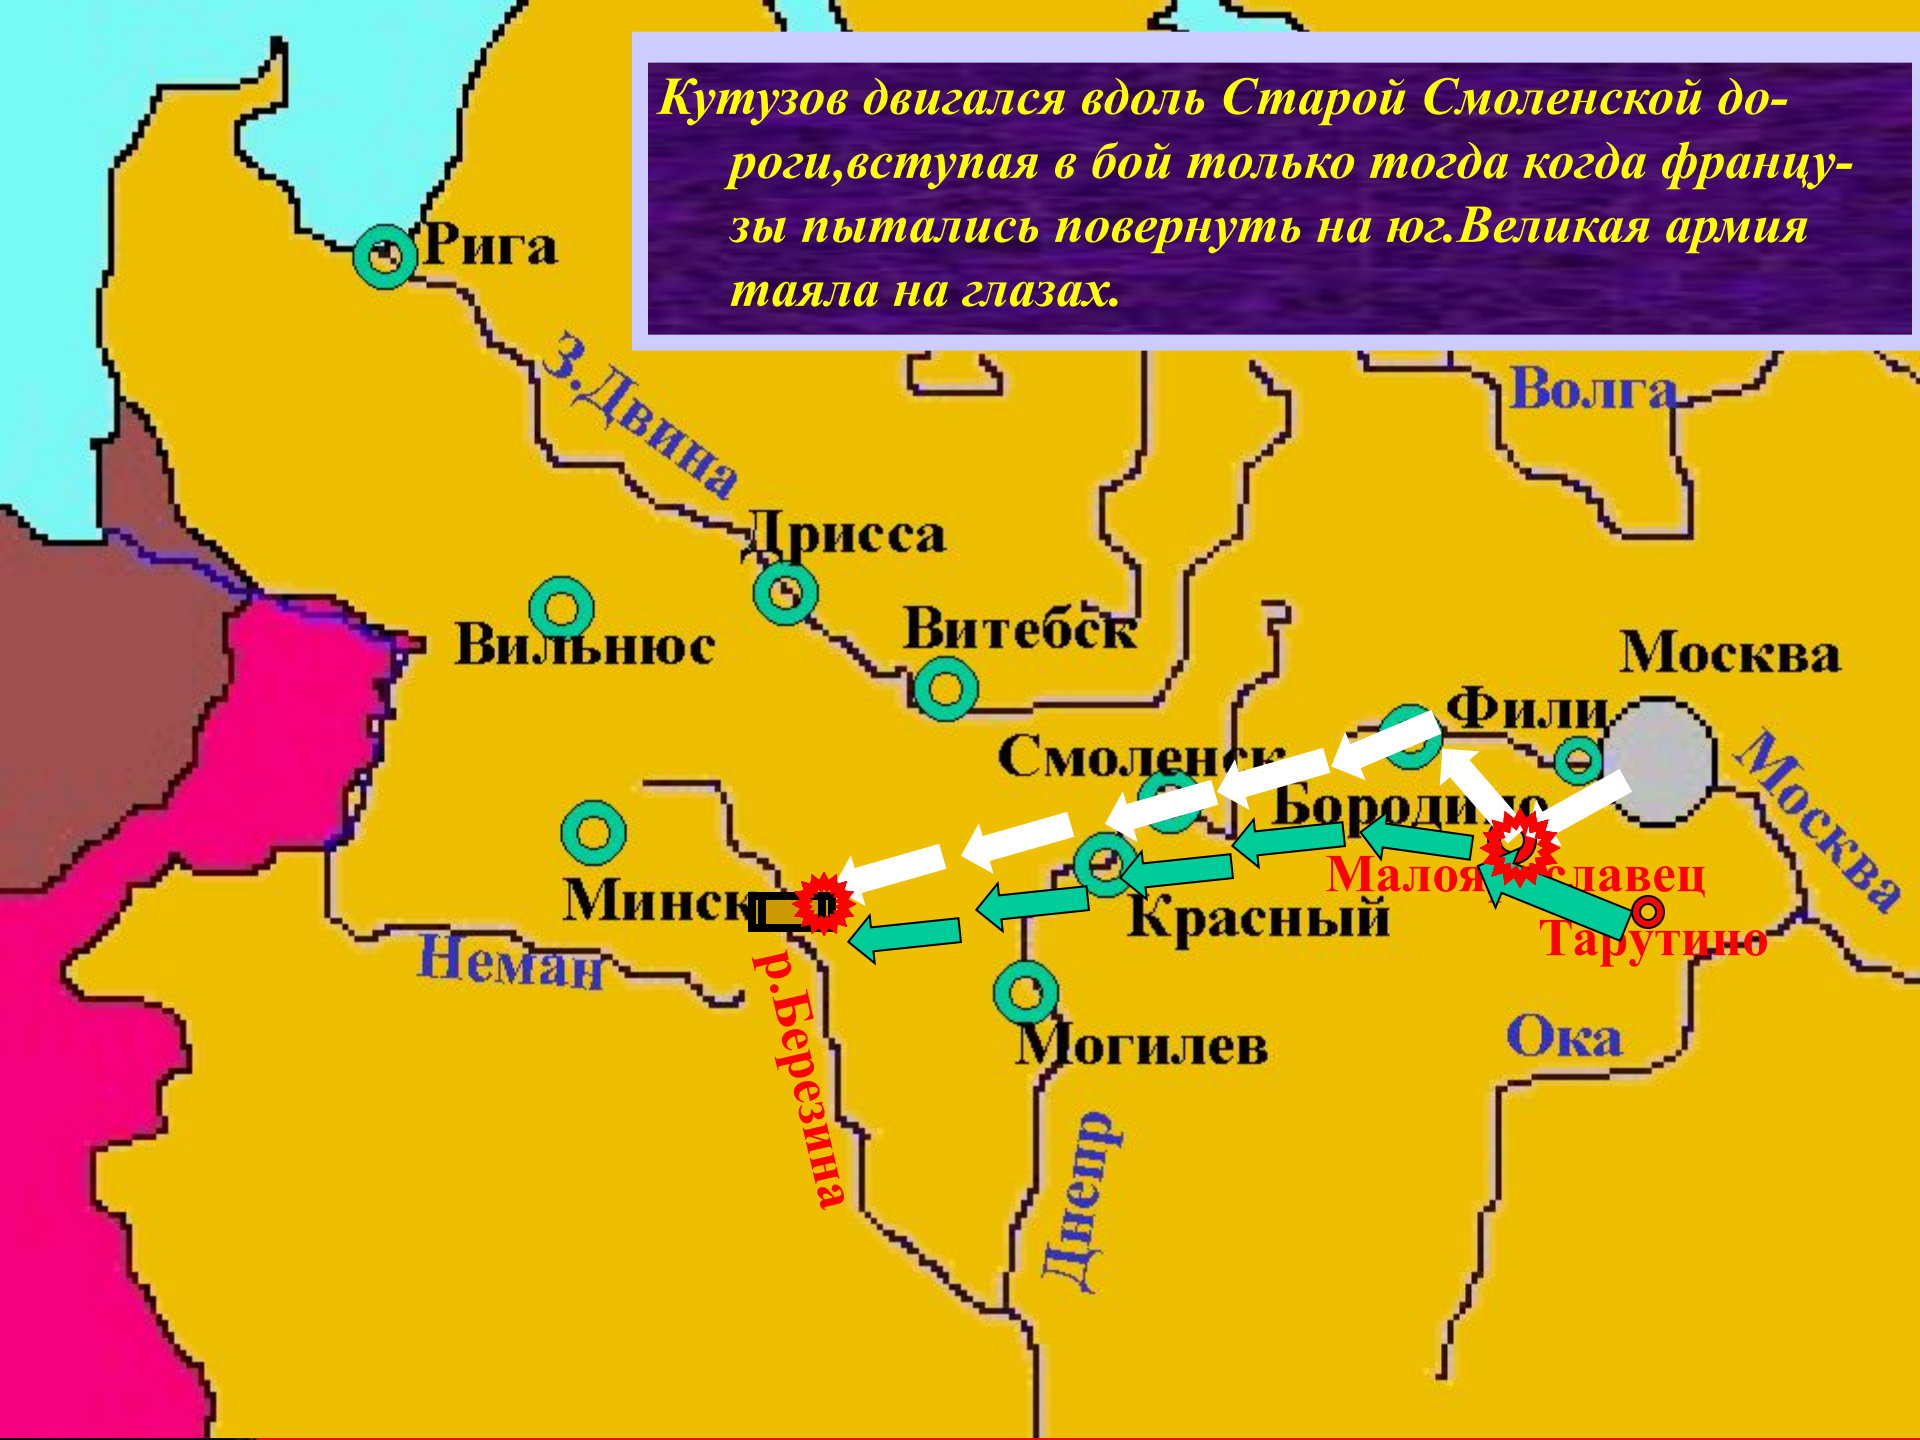 Кутузов двигался вдоль Старой Смоленской до-
роги,вступая в бой только тогда когда францу-
зы пытались повернуть на юг.Великая армия
таяла на глазах.
Рига
З.Двина
Волга
Дрисса
Вильнюс
Витебск
Москва
Фили
Смоленск
Москва
Бородино
Малоярославец
Минск
Красный
Тарутино
Неман
р.Березина
Могилев
Ока
Днепр